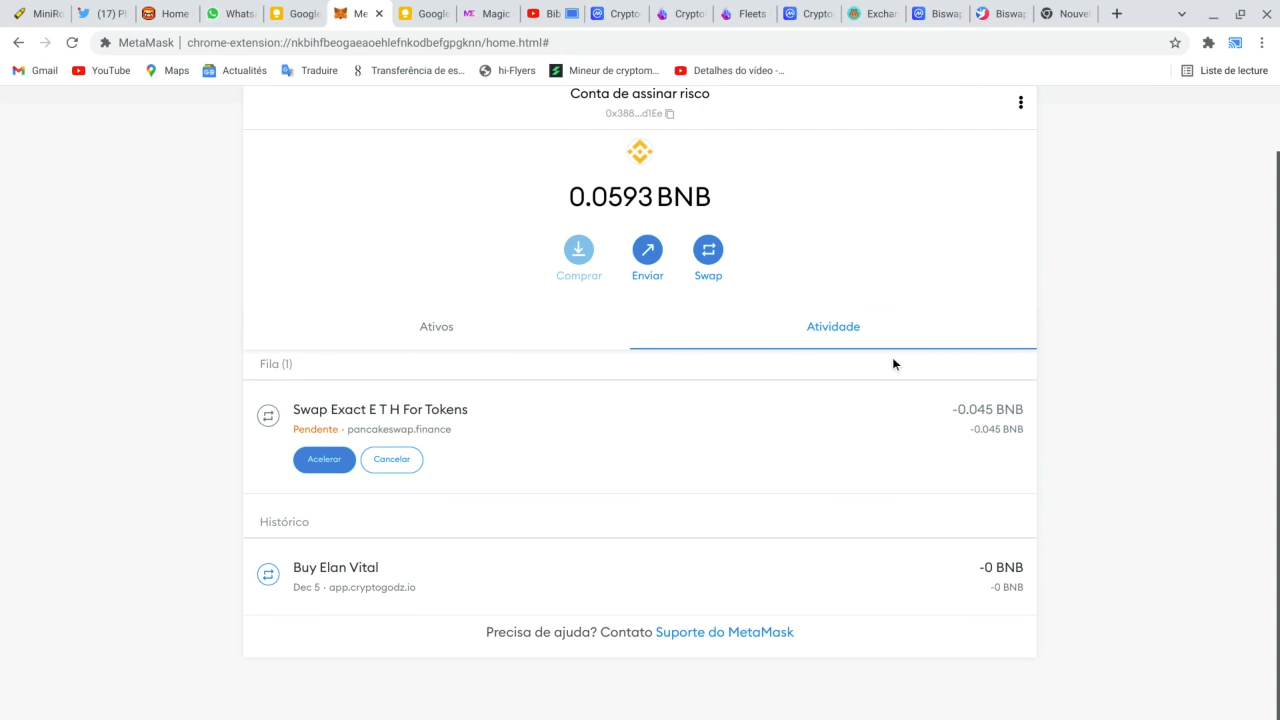 MiniRo
(17) Pl
Home
Whats
Google
Me
Google
Magic
Bib
Crypto
Crypto
Fleets
Crypto
Exchar
Biswap
Biswap
Nouvel
MetaMask | chrome-extension://nkbihfbeogaeaoehlefnkodbefgpgknn/home.html#
Gmail
YouTube
Maps
Actualités
Traduire
Transferência de es...
hi-Flyers
Mineur de cryptom...
Detalhes do vídeo -...
Liste de lecture
Conta de assinar risco
0x388...d1Ee
0.0593 BNB
Comprar
Enviar
Swap
Ativos
Atividade
Fila (1)
Swap Exact E T H For Tokens
-0.045 BNB
Pendente · pancakeswap.finance
-0.045 BNB
Acelerar
Cancelar
Histórico
Buy Elan Vital
-0 BNB
Dec 5 · app.cryptogodz.io
-0 BNB
Precisa de ajuda? Contato Suporte do MetaMask